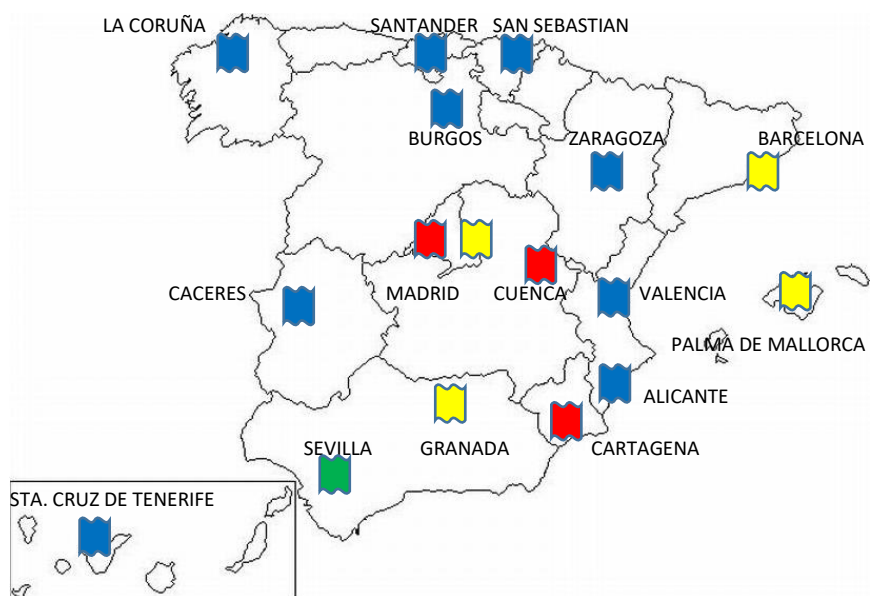 LA CORUÑA
SANTANDER
SAN SEBASTIAN
BURGOS
ZARAGOZA
BARCELONA
CACERES
MADRID
CUENCA
VALENCIA
PALMA DE MALLORCA
ALICANTE
SEVILLA
GRANADA
CARTAGENA
STA. CRUZ DE TENERIFE